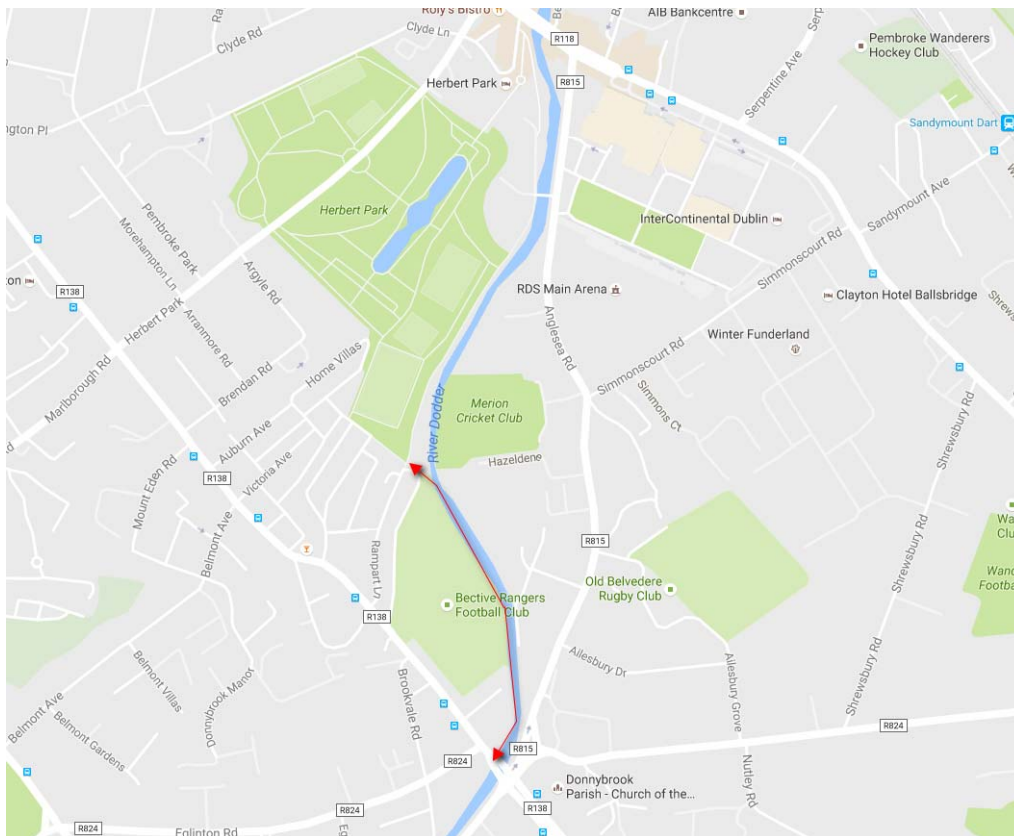 Roly's Bistro
AIB Bankcentre
Clyde Ln
Clyde Rd
R118
Pembroke Wanderers
Hockey Club
Serpentine Ave
Herbert Park
R815
Sandymount Dart
Sandymount Ave
Herbert Park
Pembroke Park
Morehampton Ln
Argyle Rd
InterContinental Dublin
Simmonscourt Rd
R138
RDS Main Arena
Clayton Hotel Ballsbridge
Herbert Park
Arranmore Rd
Anglesea Rd
Winter Funderland
Marlborough Rd
Brendan Rd
Home Villas
Simmonscourt Rd
Simmons Ct
River Dodder
Merion
Cricket Club
Shrewsbury Rd
Auburn Ave
Hazeldene
Mount Eden Rd
R138
Victoria Ave
Belmont Ave
R815
Shrewsbury Rd
Rampart Ln
Old Belvedere
Rugby Club
Bective Rangers
Football Club
R138
Ailesbury Dr
Belmont Villas
Donnybrook Manor
Brookvale Rd
Ailesbury Grove
Shrewsbury Rd
Belmont Ave
Belmont Gardens
R824
R815
R824
Nutley Rd
Donnybrook
Parish - Church of the...
R138
R824
Eglinton Rd